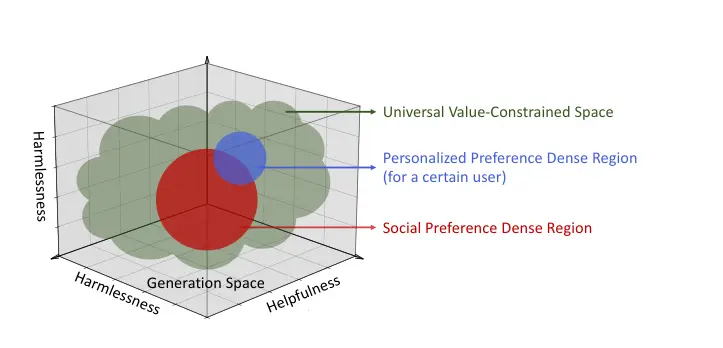 Universal Value-Constrained Space
Personalized Preference Dense Region
(for a certain user)
Social Preference Dense Region
Harmlessness
Harmlessness
Generation Space
Helpfulness